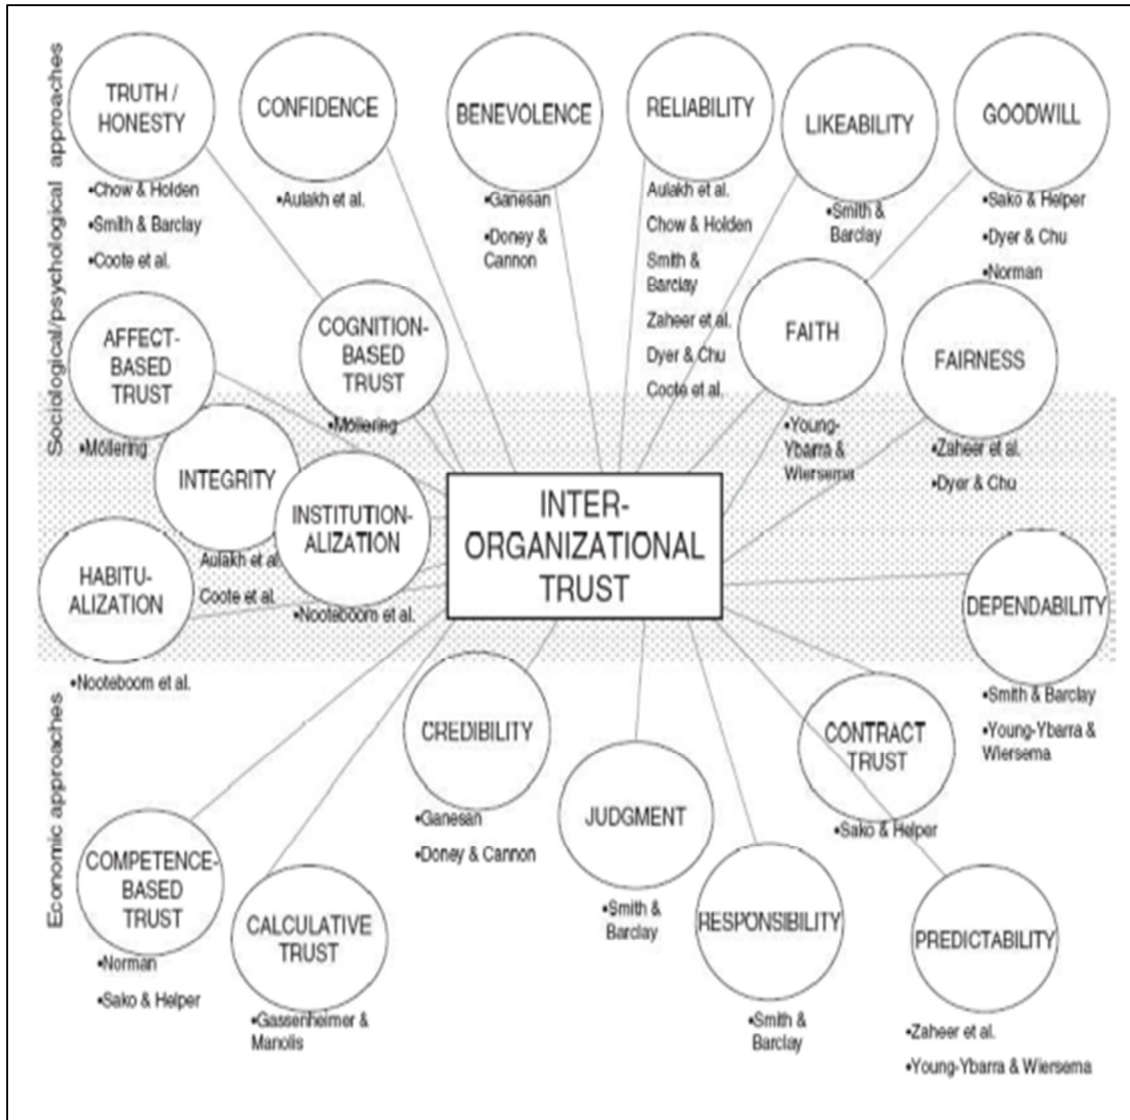 Sociological/psychological approaches
TRUTH /
HONESTY
•Chow & Holden
•Smith & Barclay
•Coote et al.
CONFIDENCE
•Aulakh et al.
BENEVOLENCE
•Ganesan
•Doney &
Cannon
RELIABILITY
Aulakh et al.
Chow & Holden
Smith &
Barclay
Zaheer et al.
Dyer & Chu
Coote et al.
LIKEABILITY
•Smith &
Barclay
GOODWILL
•Sako & Helper
•Dyer & Chu
•Norman
AFFECT-
BASED
TRUST
•Möllering
COGNITION-
BASED
TRUST
•Möllering
FAITH
•Young-
Ybarra &
Wiersema
FAIRNESS
•Zaheer et al.
•Dyer & Chu
INTEGRITY
Aulakh et al.
Coote et al.
INSTITUTION-
ALIZATION
•Nooteboom et al.
INTER-
ORGANIZATIONAL
TRUST
HABITU-
ALIZATION
•Nooteboom et al.
DEPENDABILITY
•Smith & Barclay
•Young-Ybarra &
Wiersema
Economic approaches
CREDIBILITY
•Ganesan
•Doney & Cannon
JUDGMENT
•Smith &
Barclay
CONTRACT
TRUST
•Sako & Helper
COMPETENCE-
BASED
TRUST
•Norman
•Sako & Helper
CALCULATIVE
TRUST
•Gassenheimer &
Manolis
RESPONSIBILITY
•Smith &
Barclay
PREDICTABILITY
•Zaheer et al.
•Young-Ybarra & Wiersema